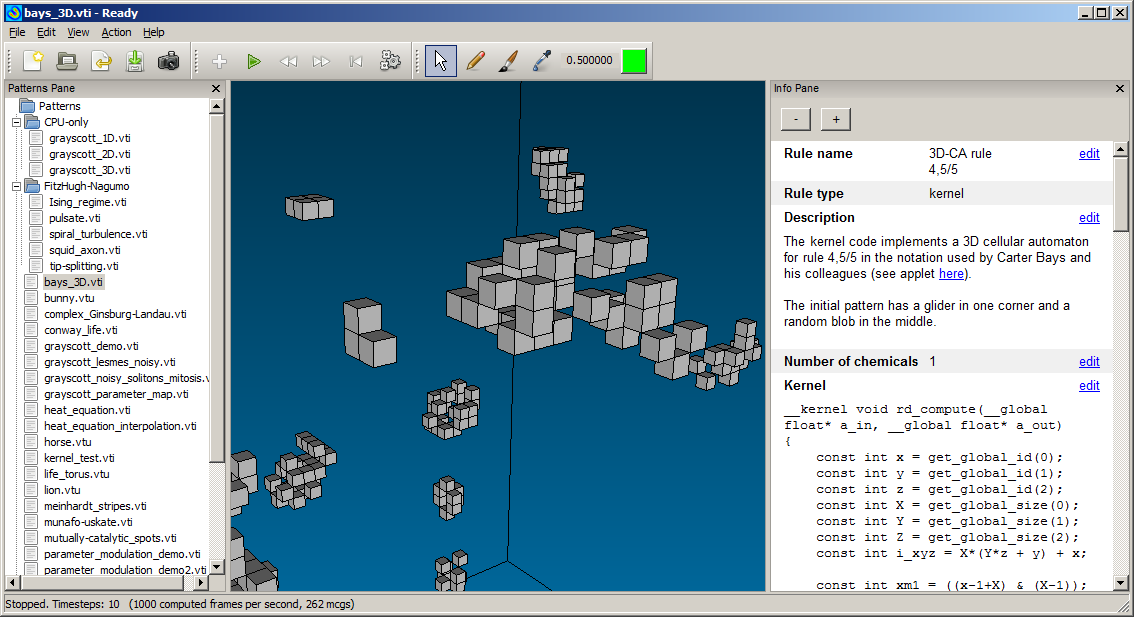 bays_3D.vti - Ready
File Edit View Action Help
0.500000
Patterns Pane
Patterns
CPU-only
grayscott_1D.vti
grayscott_2D.vti
grayscott_3D.vti
FitzHugh-Nagumo
Ising_regime.vti
pulsate.vti
spiral_turbulence.vti
squid_axon.vti
tip-splitting.vti
bays_3D.vti
bunny.vtu
complex_Ginsburg-Landau.vti
conway_life.vti
grayscott_demo.vti
grayscott_lesmes_noisy.vti
grayscott_noisy_solitons_mitosis.v
grayscott_parameter_map.vti
heat_equation.vti
heat_equation_interpolation.vti
horse.vtu
kernel_test.vti
life_torus.vtu
lion.vtu
meinhardt_stripes.vti
munafo-uskate.vti
mutually-catalytic_spots.vti
parameter_modulation_demo.vti
parameter_modulation_demo2.vti
Info Pane
- +
Rule name 3D-CA rule edit
4,5/5
Rule type kernel
Description edit
The kernel code implements a 3D cellular automaton
for rule 4,5/5 in the notation used by Carter Bays and
his colleagues (see applet here).
The initial pattern has a glider in one corner and a
random blob in the middle.
Number of chemicals 1 edit
Kernel edit
__kernel void rd_compute(__global
float* a_in, __global float* a_out)
{
const int x = get_global_id(0);
const int y = get_global_id(1);
const int z = get_global_id(2);
const int X = get_global_size(0);
const int Y = get_global_size(1);
const int Z = get_global_size(2);
const int i_xyz = X*(Y*z + y) + x;
const int xm1 = ((x-1+X) & (X-1));
Stopped. Timesteps: 10 (1000 computed frames per second, 262 mcgs)